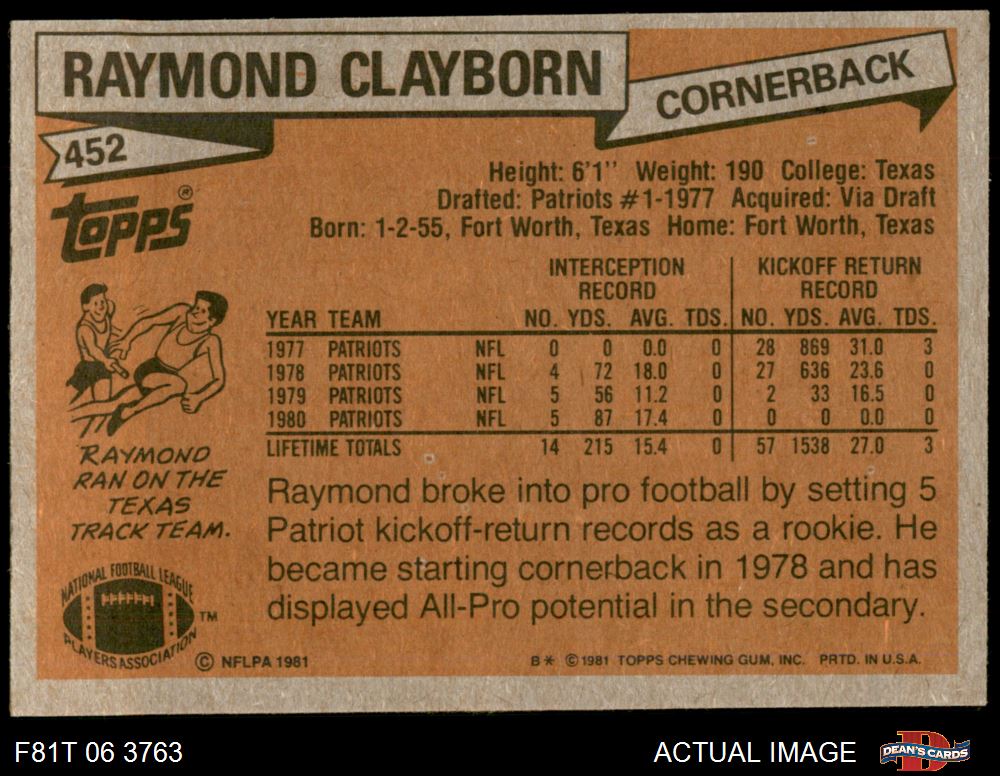 RAYMOND CLAYBORN
CORNERBACK
452
Topps®
Height: 6'1" Weight: 190 College: Texas
Drafted: Patriots #1-1977 Acquired: Via Draft
Born: 1-2-55, Fort Worth, Texas Home: Fort Worth, Texas
INTERCEPTION RECORD KICKOFF RETURN RECORD
YEAR TEAM NO. YDS. AVG. TDS. NO. YDS. AVG. TDS.
1977 PATRIOTS NFL 0 0 0.0 0 28 869 31.0 3
1978 PATRIOTS NFL 4 72 18.0 0 27 636 23.6 0
1979 PATRIOTS NFL 5 56 11.2 0 2 33 16.5 0
1980 PATRIOTS NFL 5 87 17.4 0 0 0 0.0 0
LIFETIME TOTALS 14 215 15.4 0 57 1538 27.0 3
RAYMOND
RAN ON THE
TEXAS
TRACK TEAM.
Raymond broke into pro football by setting 5
Patriot kickoff-return records as a rookie. He
became starting cornerback in 1978 and has
displayed All-Pro potential in the secondary.
NATIONAL FOOTBALL LEAGUE
PLAYERS ASSOCIATION ™
© NFLPA 1981
B* © 1981 TOPPS CHEWING GUM, INC. PRTD. IN U.S.A.
F81T 06 3763
ACTUAL IMAGE
DEAN'S CARDS